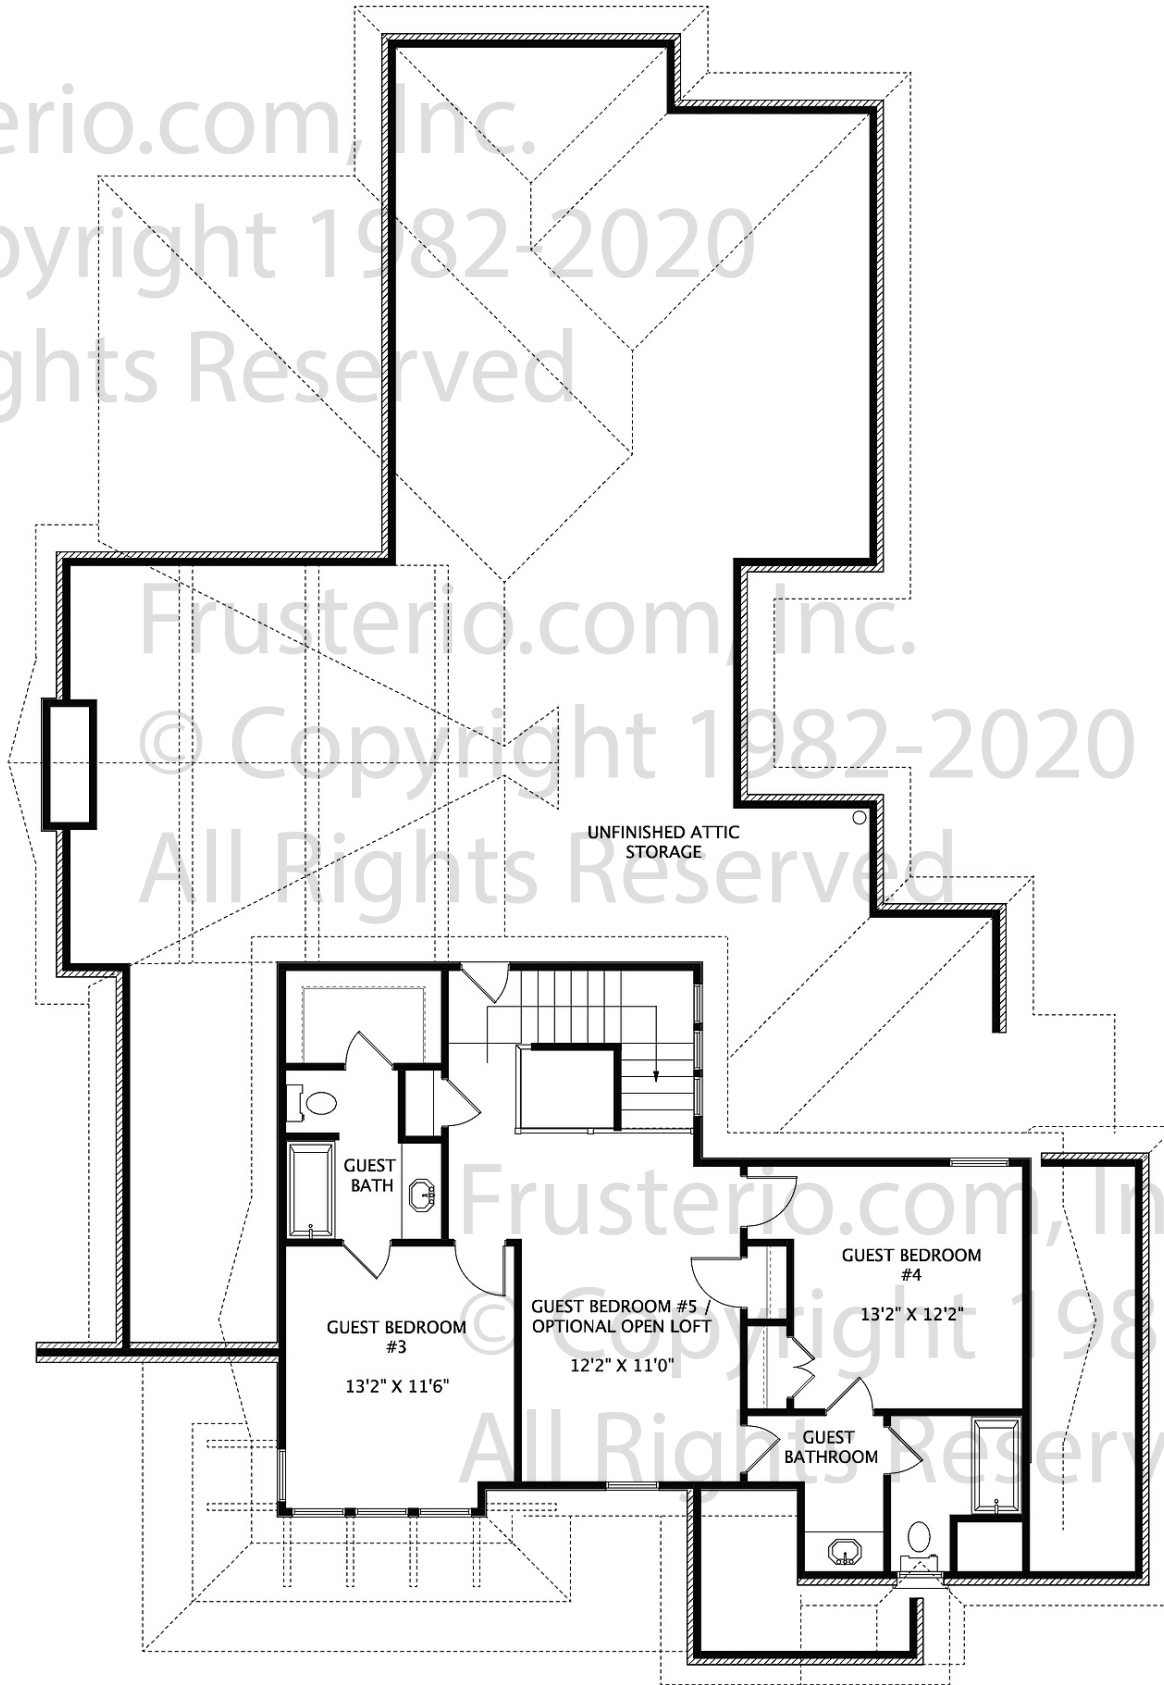 erio.com, Inc.
opyright 1982-2020
ghts Reserved
Frusterio.com, Inc.
© Copyright 1982-2020
All Rights Reserved
UNFINISHED ATTIC
STORAGE
GUEST
BATH
Frusterio.com, In
© Copyright 198
All Rights Reserv
GUEST BEDROOM
#4
13'2" X 12'2"
GUEST BEDROOM #5 /
OPTIONAL OPEN LOFT
12'2" X 11'0"
GUEST BEDROOM
#3
13'2" X 11'6"
GUEST
BATHROOM